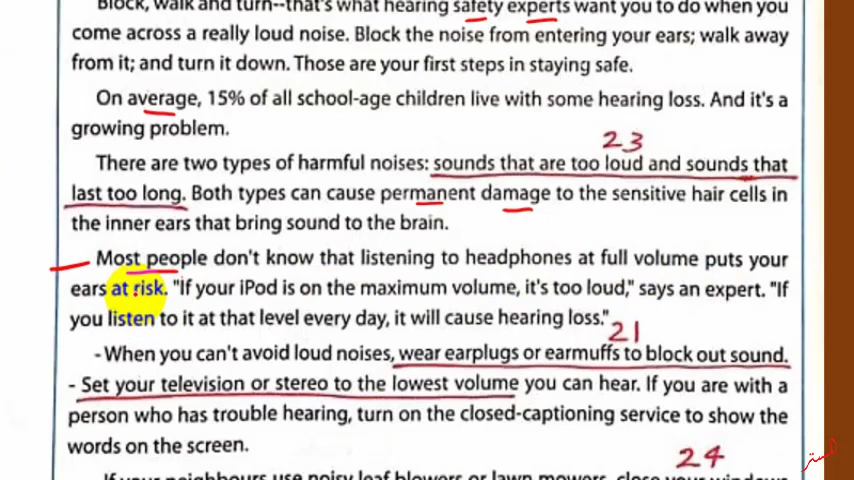 Block, walk and turn--that's what hearing safety experts want you to do when you
come across a really loud noise. Block the noise from entering your ears; walk away
from it; and turn it down. Those are your first steps in staying safe.
On average, 15% of all school-age children live with some hearing loss. And it's a
growing problem.
23
There are two types of harmful noises: sounds that are too loud and sounds that
last too long. Both types can cause permanent damage to the sensitive hair cells in
the inner ears that bring sound to the brain.
Most people don't know that listening to headphones at full volume puts your
ears at risk. "If your iPod is on the maximum volume, it's too loud," says an expert. "If
you listen to it at that level every day, it will cause hearing loss."
21
- When you can't avoid loud noises, wear earplugs or earmuffs to block out sound.
- Set your television or stereo to the lowest volume you can hear. If you are with a
person who has trouble hearing, turn on the closed-captioning service to show the
words on the screen.
24
If your neighbours use noisy leaf blowers or lawn mowers, close your windows